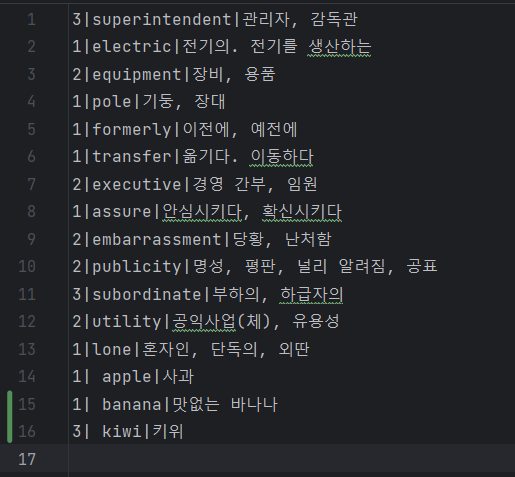 1 3|superintendent|관리자, 감독관
2 1|electric|전기의. 전기를 생산하는
3 2|equipment|장비, 용품
4 1|pole|기둥, 장대
5 1|formerly|이전에, 예전에
6 1|transfer|옮기다. 이동하다
7 2|executive|경영 간부, 임원
8 1|assure|안심시키다, 확신시키다
9 2|embarrassment|당황, 난처함
10 2|publicity|명성, 평판, 널리 알려짐, 공표
11 3|subordinate|부하의, 하급자의
12 2|utility|공익사업(체), 유용성
13 1|lone|혼자인, 단독의, 외딴
14 1| apple|사과
15 1| banana|맛없는 바나나
16 3| kiwi|키위
17